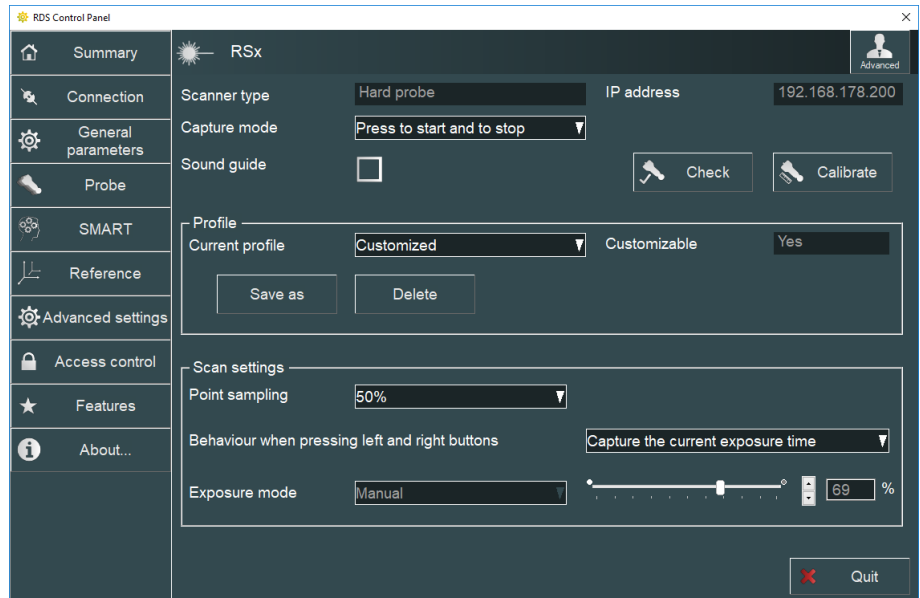 RDS Control Panel
Summary
Connection
General
parameters
Probe
SMART
Reference
Advanced settings
Access control
Features
About...
RSx
Advanced
Scanner type
Hard probe
IP address
192.168.178.200
Capture mode
Press to start and to stop
Sound guide
Check
Calibrate
Profile
Current profile
Customized
Customizable
Yes
Save as
Delete
Scan settings
Point sampling
50%
Behaviour when pressing left and right buttons
Capture the current exposure time
Exposure mode
Manual
69 %
Quit